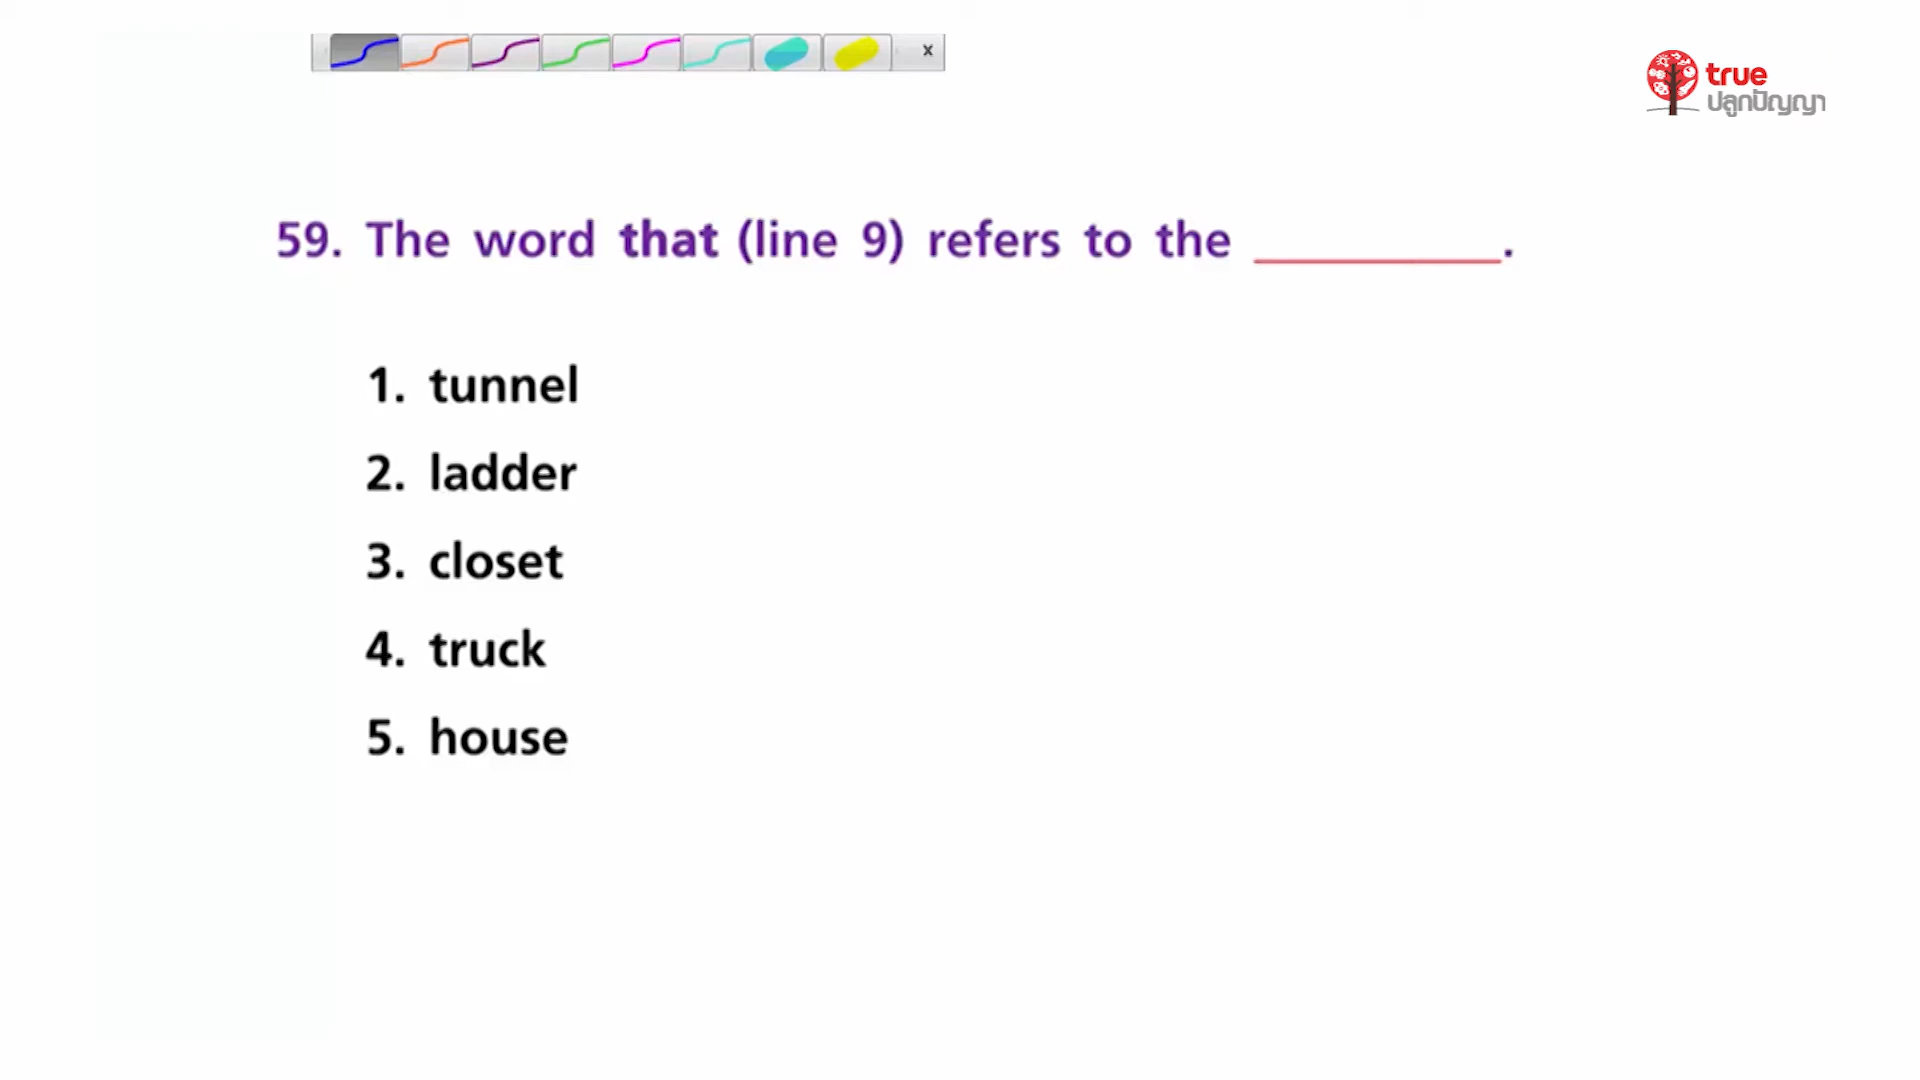 x
true
ปลูกปัญญา
59. The word that (line 9) refers to the __________.
1. tunnel
2. ladder
3. closet
4. truck
5. house